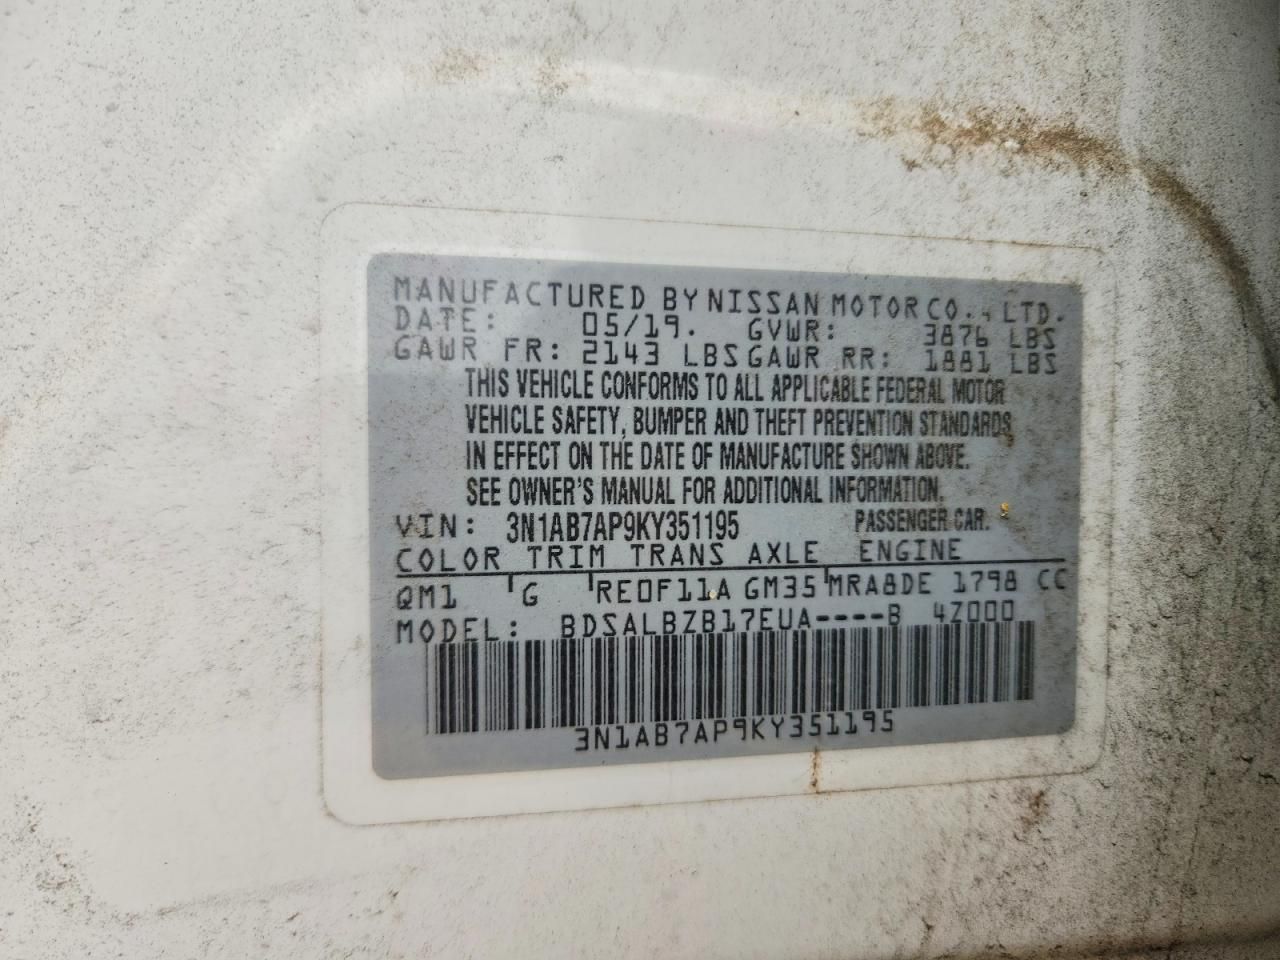 MANUFACTURED BY NISSAN MOTOR CO., LTD.
DATE: 05/19. GVWR: 3876 LBS
GAWR FR: 2143 LBS GAWR RR: 1881 LBS
THIS VEHICLE CONFORMS TO ALL APPLICABLE FEDERAL MOTOR
VEHICLE SAFETY, BUMPER AND THEFT PREVENTION STANDARDS
IN EFFECT ON THE DATE OF MANUFACTURE SHOWN ABOVE.
SEE OWNER'S MANUAL FOR ADDITIONAL INFORMATION.
VIN: 3N1AB7AP9KY351195 PASSENGER CAR.
COLOR TRIM TRANS AXLE ENGINE
QM1 G RE0F11A GM35 MRA8DE 1798 CC
MODEL: BDSALBZB17EUA----B 4Z000
3N1AB7AP9KY351195